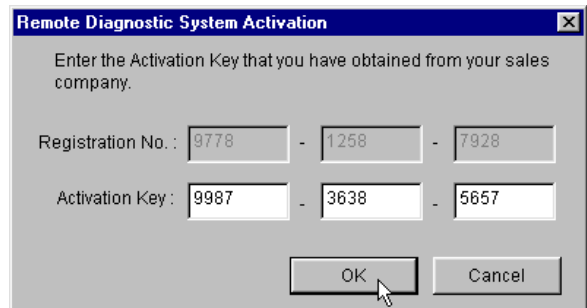 Remote Diagnostic System Activation
Enter the Activation Key that you have obtained from your sales
company.
Registration No. : 9778 - 1258 - 7928
Activation Key : 9987 - 3638 - 5657
OK Cancel